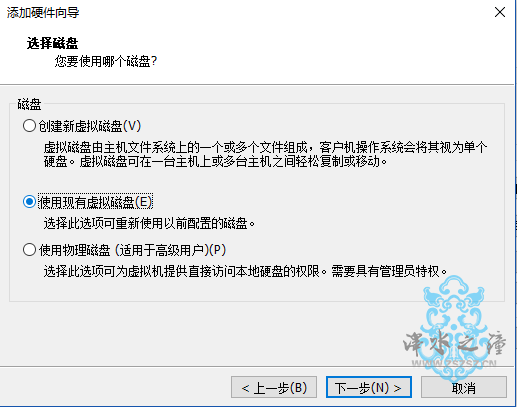 添加硬件向导
选择磁盘
您要使用哪个磁盘?
磁盘
创建新虚拟磁盘(V)
虚拟磁盘由主机文件系统上的一个或多个文件组成，客户机操作系统会将其视为单个
硬盘。虚拟磁盘可在一台主机上或多台主机之间轻松复制或移动。
使用现有虚拟磁盘(E)
选择此选项可重新使用以前配置的磁盘。
使用物理磁盘 (适用于高级用户)(P)
选择此选项可为虚拟机提供直接访问本地硬盘的权限。需要具有管理员特权。
泽水之瞳
WWW.ZSZSZ.CN
< 上一步(B)
下一步(N) >
取消